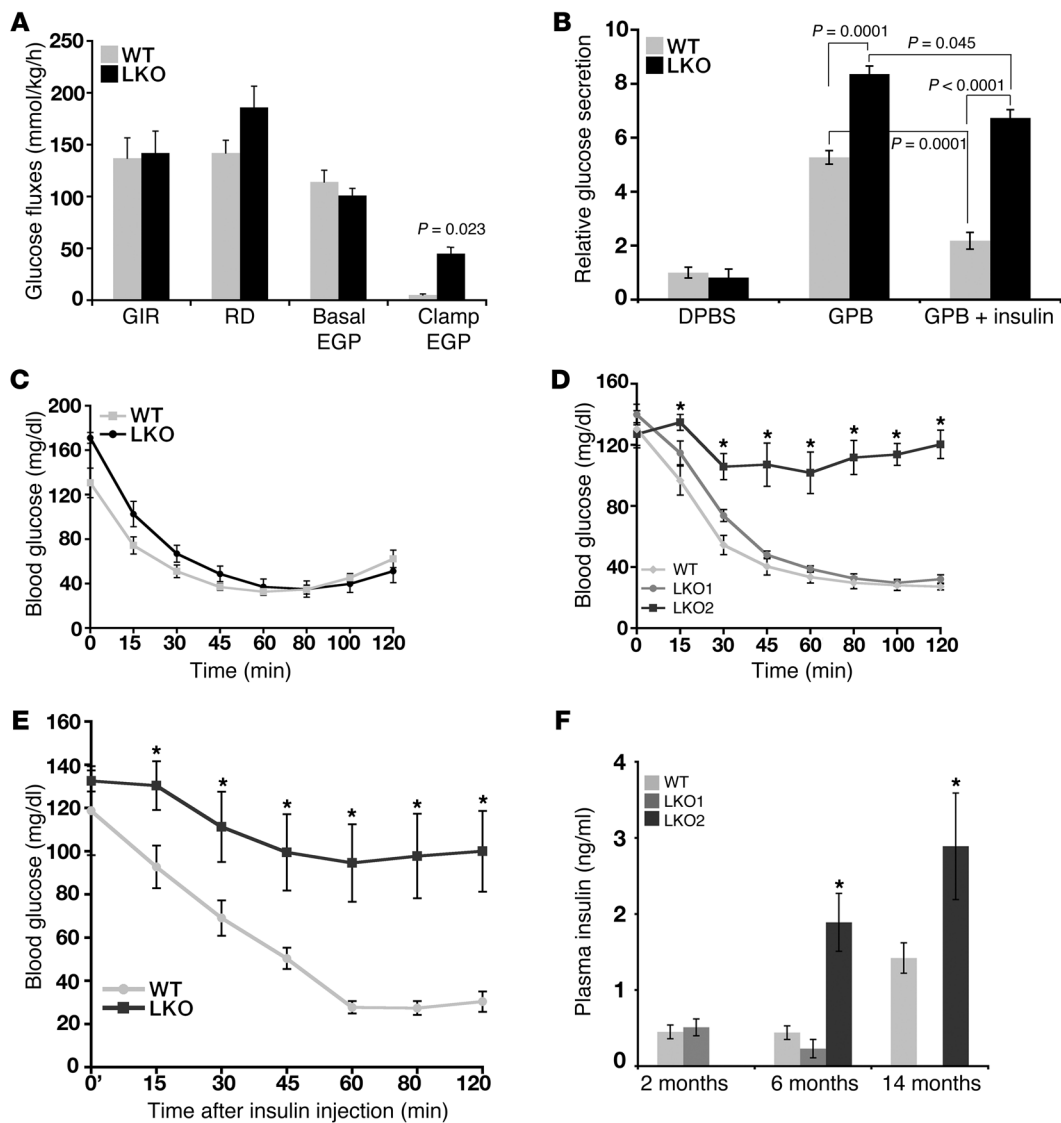 A
Glucose fluxes (mmol/kg/h)
250
200
150
100
50
0
WT
LKO
P = 0.023
GIR
RD
Basal
EGP
Clamp
EGP
B
Relative glucose secretion
10
8
6
4
2
0
WT
LKO
P = 0.0001
P = 0.045
P < 0.0001
P = 0.0001
DPBS
GPB
GPB + insulin
C
Blood glucose (mg/dl)
200
160
120
80
40
0
WT
LKO
0 15 30 45 60 80 100 120
Time (min)
D
Blood glucose (mg/dl)
160
120
80
40
0
* * * * * * *
WT
LKO1
LKO2
0 15 30 45 60 80 100 120
Time (min)
E
Blood glucose (mg/dl)
160
140
120
100
80
60
40
20
0
* * * * * *
WT
LKO
0' 15 30 45 60 80 120
Time after insulin injection (min)
F
Plasma insulin (ng/ml)
4
3
2
1
0
WT
LKO1
LKO2
* *
2 months
6 months
14 months